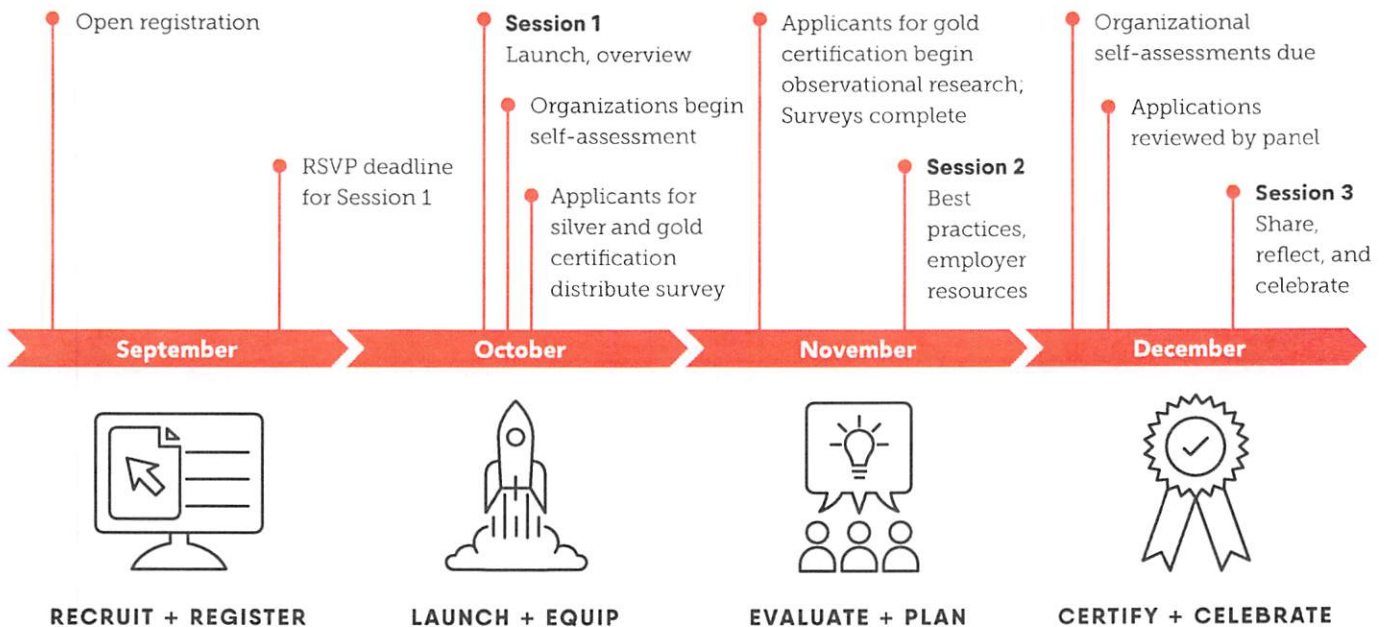 Open registration
RSVP deadline
for Session 1
Session 1
Launch, overview
Organizations begin
self-assessment
Applicants for
silver and gold
certification
distribute survey
Applicants for gold
certification begin
observational research;
Surveys complete
Session 2
Best
practices,
employer
resources
Organizational
self-assessments due
Applications
reviewed by panel
Session 3
Share,
reflect, and
celebrate
September
October
November
December
RECRUIT + REGISTER
LAUNCH + EQUIP
EVALUATE + PLAN
CERTIFY + CELEBRATE